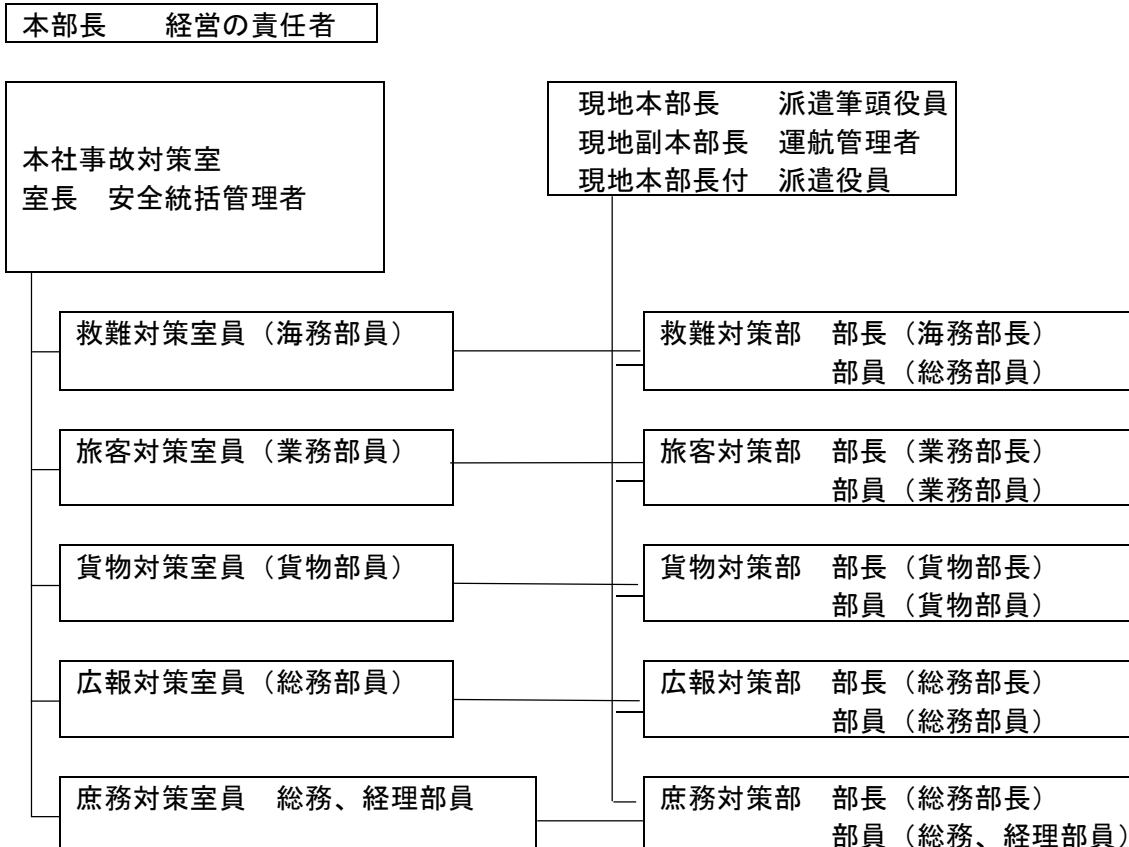 本部長　　経営の責任者
本社事故対策室
室長　安全統括管理者
現地本部長　　派遣筆頭役員
現地副本部長　運航管理者
現地本部長付　派遣役員
救難対策室員（海務部員）
救難対策部　部長（海務部長）
部員（総務部員）
旅客対策室員（業務部員）
旅客対策部　部長（業務部長）
部員（業務部員）
貨物対策室員（貨物部員）
貨物対策部　部長（貨物部長）
部員（貨物部員）
広報対策室員（総務部員）
広報対策部　部長（総務部長）
部員（総務部員）
庶務対策室員　総務、経理部員
庶務対策部　部長（総務部長）
部員（総務、経理部員）